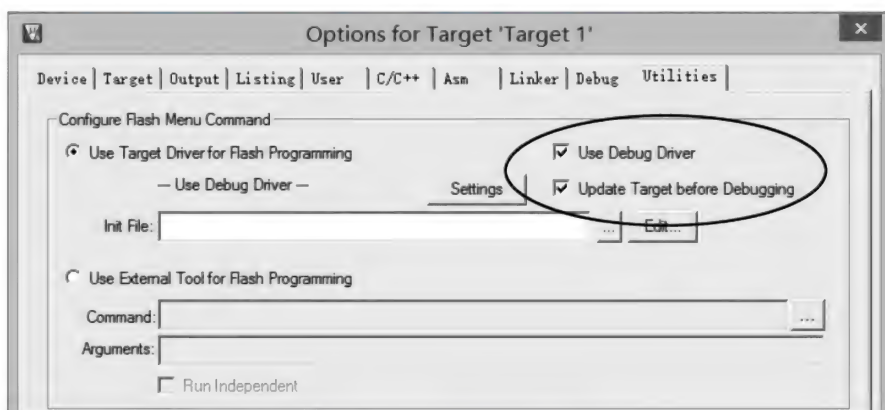 Options for Target 'Target 1'
×
Device | Target | Output | Listing | User | C/C++ | Asm | Linker | Debug Utilities |
Configure Flash Menu Command
Use Target Driver for Flash Programming Use Debug Driver
— Use Debug Driver — Settings Update Target before Debugging
Init File: ... Edit...
Use External Tool for Flash Programming
Command: ...
Arguments:
Run Independent